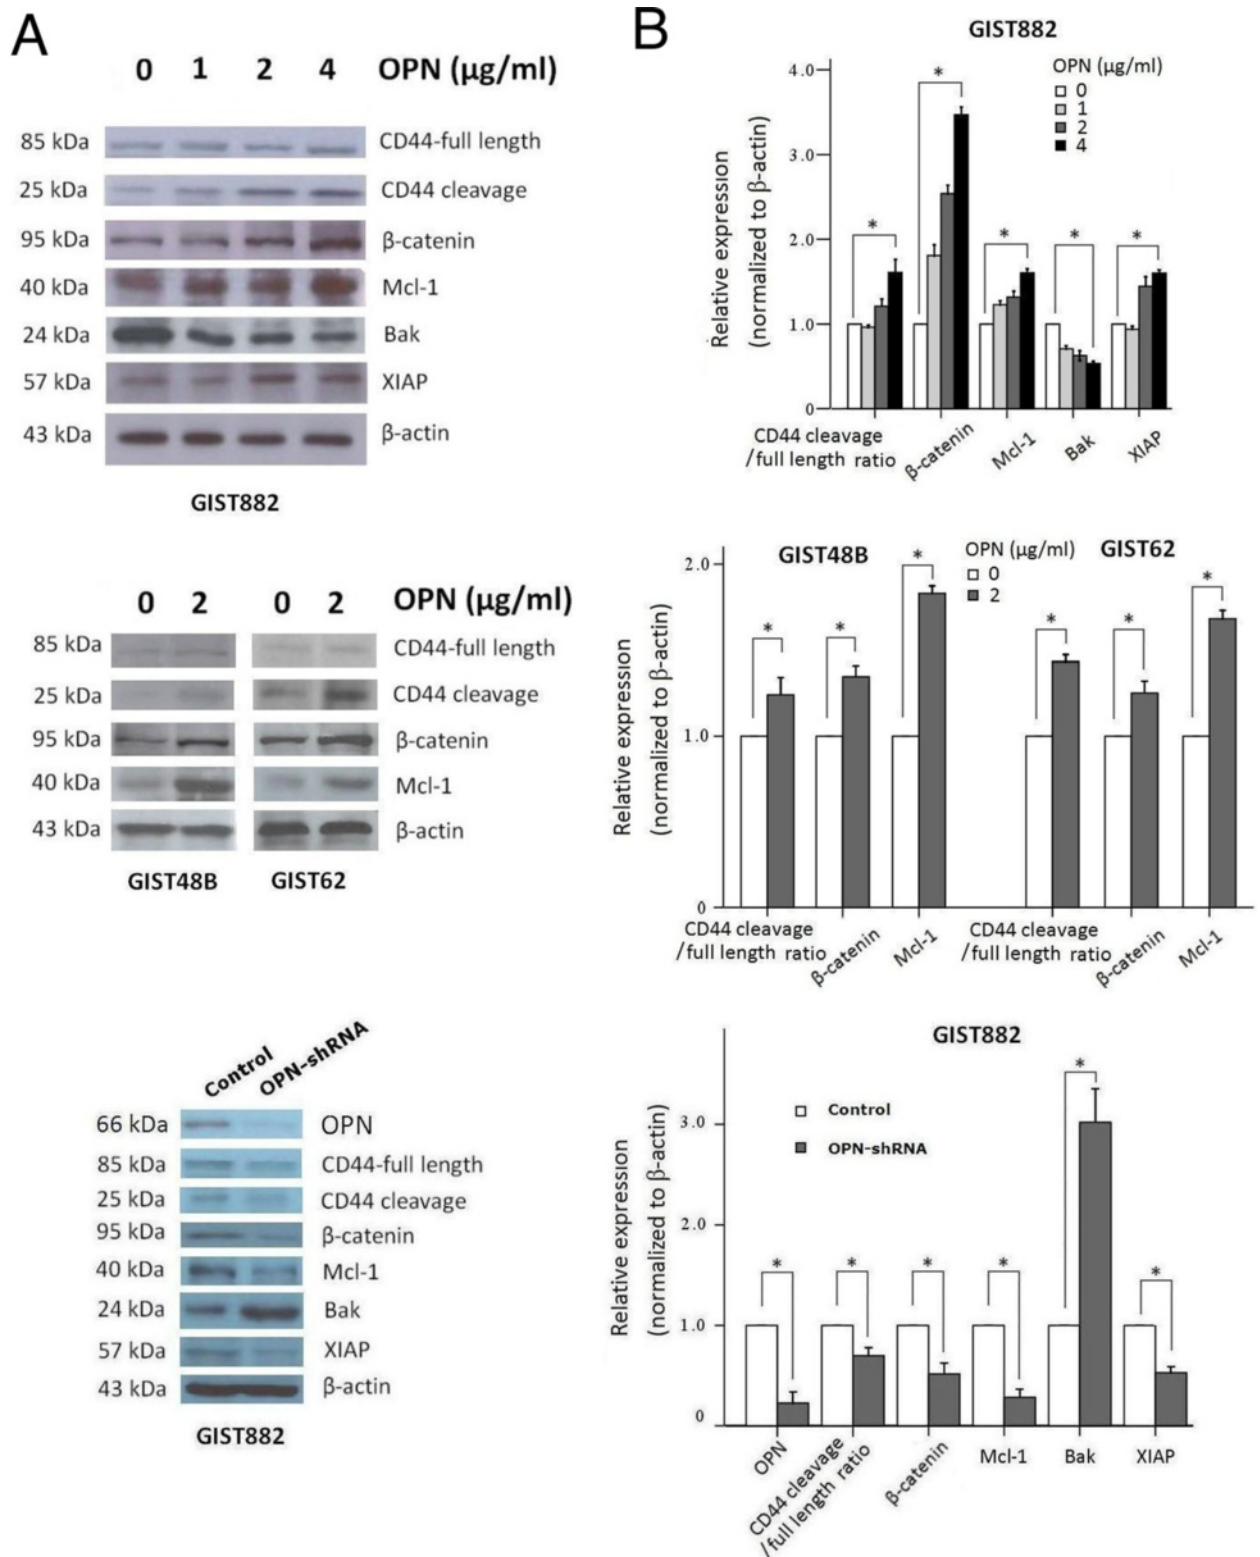 A
0 1 2 4 OPN (µg/ml)
85 kDa CD44-full length
25 kDa CD44 cleavage
95 kDa β-catenin
40 kDa Mcl-1
24 kDa Bak
57 kDa XIAP
43 kDa β-actin
GIST882
0 2 0 2 OPN (µg/ml)
85 kDa CD44-full length
25 kDa CD44 cleavage
95 kDa β-catenin
40 kDa Mcl-1
43 kDa β-actin
GIST48B GIST62
Control OPN-shRNA
66 kDa OPN
85 kDa CD44-full length
25 kDa CD44 cleavage
95 kDa β-catenin
40 kDa Mcl-1
24 kDa Bak
57 kDa XIAP
43 kDa β-actin
GIST882
B
GIST882
OPN (µg/ml)
0
1
2
4
Relative expression
(normalized to β-actin)
4.0
3.0
2.0
1.0
0
* * * * *
CD44 cleavage
/full length ratio
β-catenin
Mcl-1
Bak
XIAP
GIST48B
OPN (µg/ml)
0
2
GIST62
Relative expression
(normalized to β-actin)
2.0
1.0
0
* * * * * *
CD44 cleavage
/full length ratio
β-catenin
Mcl-1
CD44 cleavage
/full length ratio
β-catenin
Mcl-1
GIST882
Control
OPN-shRNA
Relative expression
(normalized to β-actin)
3.0
2.0
1.0
0
* * * * * *
OPN
CD44 cleavage
/full length ratio
β-catenin
Mcl-1
Bak
XIAP